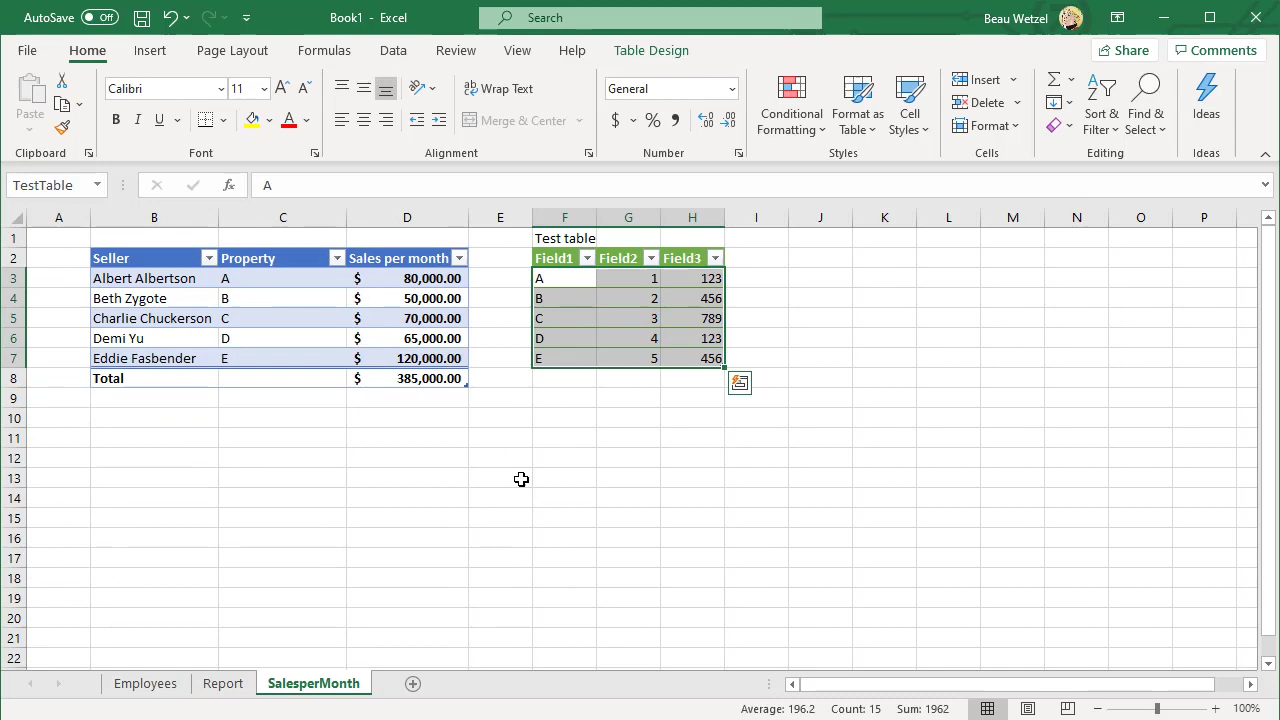 AutoSave Off Book1 - Excel Search Beau Wetzel
File Home Insert Page Layout Formulas Data Review View Help Table Design Share Comments
Paste Calibri 11 Wrap Text General Conditional Formatting Format as Table Cell Styles Insert Sort & Filter Find & Select Ideas
B I U Merge & Center $ % Delete
Format
Clipboard Font Alignment Number Styles Cells Editing Ideas
TestTable fx A
A B C D E F G H I J K L M N O P
1 Test table
2 Seller Property Sales per month Field1 Field2 Field3
3 Albert Albertson A $ 80,000.00 A 1 123
4 Beth Zygote B $ 50,000.00 B 2 456
5 Charlie Chuckerson C $ 70,000.00 C 3 789
6 Demi Yu D $ 65,000.00 D 4 123
7 Eddie Fasbender E $ 120,000.00 E 5 456
8 Total $ 385,000.00
9
10
11
12
13
14
15
16
17
18
19
20
21
22
Employees Report SalesperMonth
Average: 196.2 Count: 15 Sum: 1962 100%